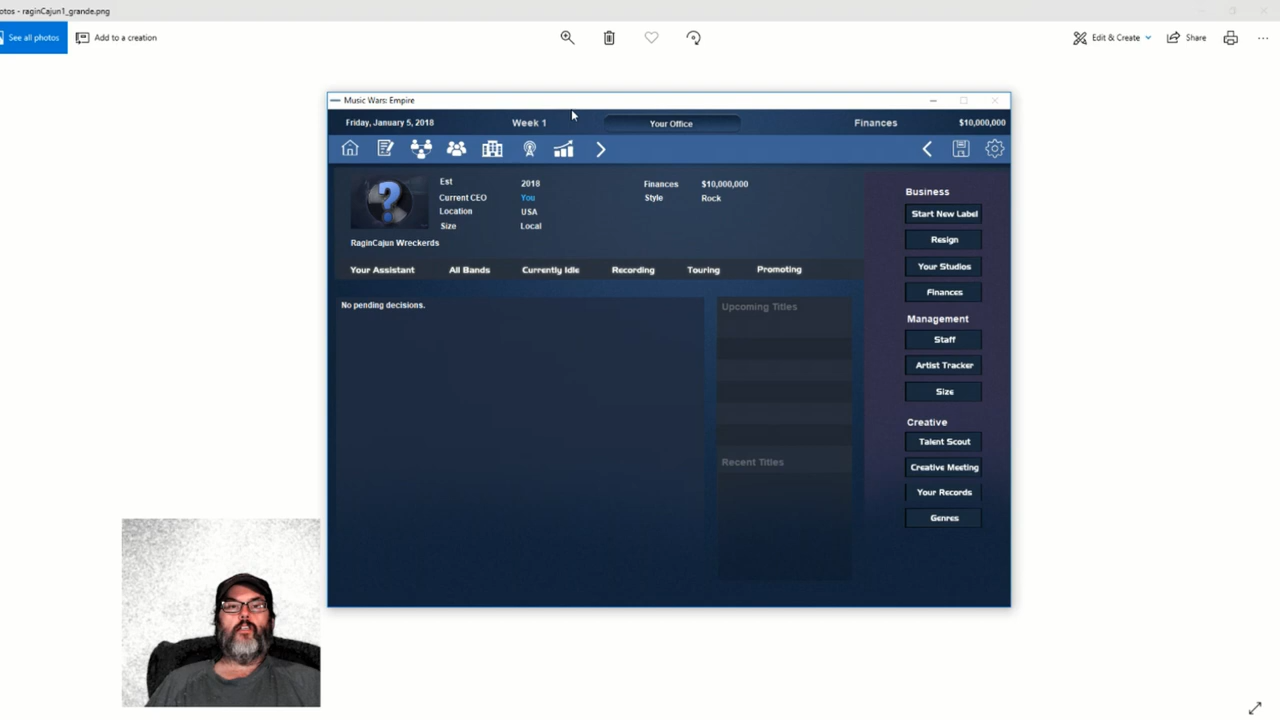 otos - raginCajun1_grande.png
See all photos
Add to a creation
Edit & Create
Share
Music Wars: Empire
Friday, January 5, 2018
Week 1
Your Office
Finances
$10,000,000
Est 2018
Current CEO You
Location USA
Size Local
Finances $10,000,000
Style Rock
RaginCajun Wreckerds
Your Assistant
All Bands
Currently Idle
Recording
Touring
Promoting
No pending decisions.
Upcoming Titles
Recent Titles
Business
Start New Label
Resign
Your Studios
Finances
Management
Staff
Artist Tracker
Size
Creative
Talent Scout
Creative Meeting
Your Records
Genres